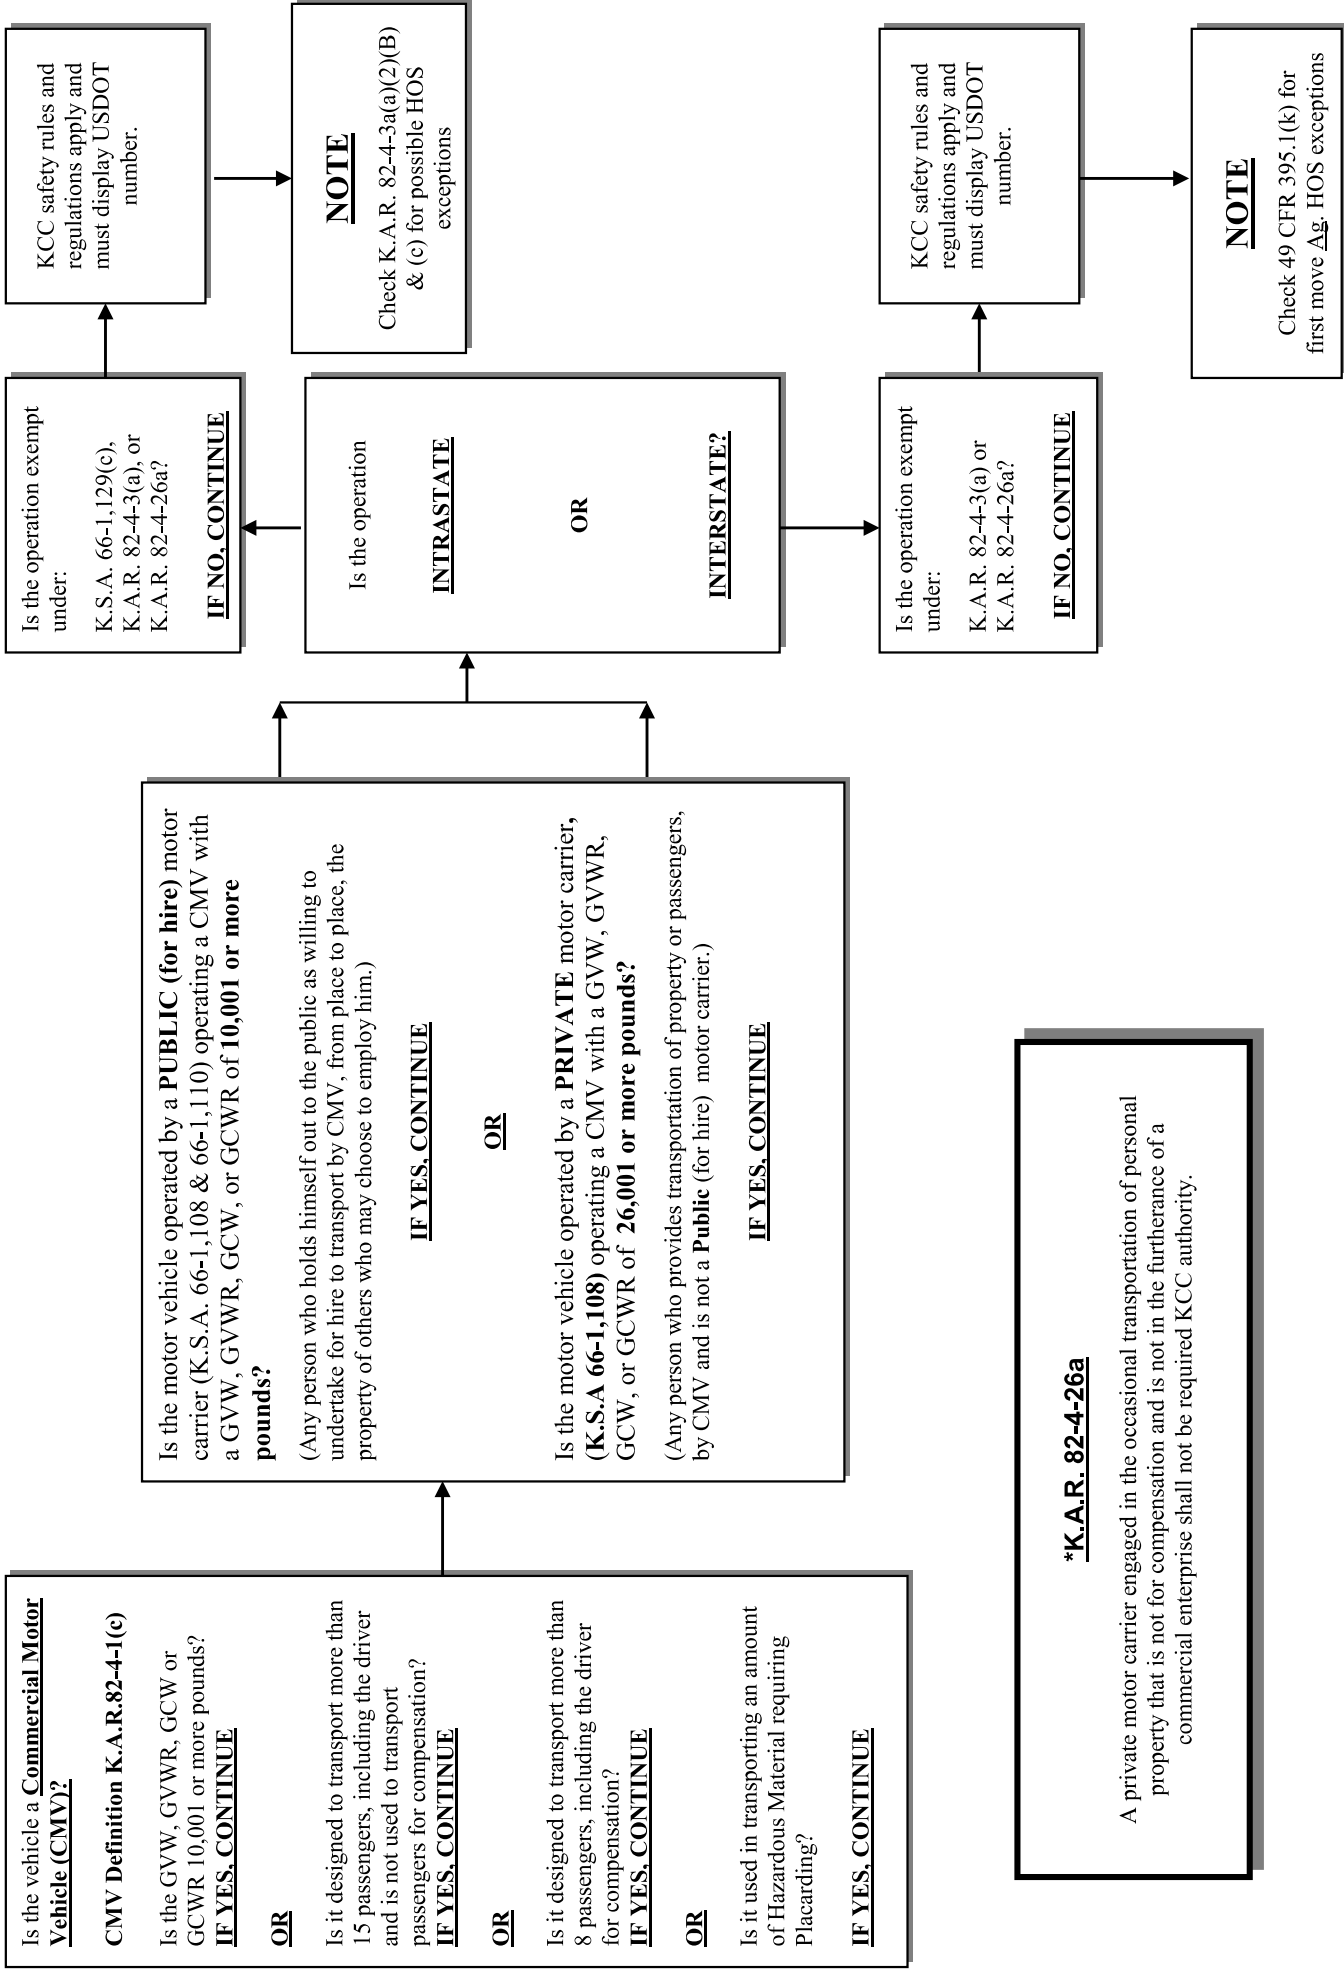 Is the vehicle a Commercial Motor
Vehicle (CMV)?
CMV Definition K.A.R.82-4-1(c)
Is the GVW, GVWR, GCW or
GCWR 10,001 or more pounds?
IF YES, CONTINUE
OR
Is it designed to transport more than
15 passengers, including the driver
and is not used to transport
passengers for compensation?
IF YES, CONTINUE
OR
Is it designed to transport more than
8 passengers, including the driver
for compensation?
IF YES, CONTINUE
OR
Is it used in transporting an amount
of Hazardous Material requiring
Placarding?
IF YES, CONTINUE
Is the motor vehicle operated by a PUBLIC (for hire) motor
carrier (K.S.A. 66-1,108 & 66-1,110) operating a CMV with
a GVW, GVWR, GCW, or GCWR of 10,001 or more
pounds?
(Any person who holds himself out to the public as willing to
undertake for hire to transport by CMV, from place to place, the
property of others who may choose to employ him.)
IF YES, CONTINUE
OR
Is the motor vehicle operated by a PRIVATE motor carrier,
(K.S.A 66-1,108) operating a CMV with a GVW, GVWR,
GCW, or GCWR of 26,001 or more pounds?
(Any person who provides transportation of property or passengers,
by CMV and is not a Public (for hire) motor carrier.)
IF YES, CONTINUE
Is the operation
INTRASTATE
OR
INTERSTATE?
Is the operation exempt
under:
K.S.A. 66-1,129(c),
K.A.R. 82-4-3(a), or
K.A.R. 82-4-26a?
IF NO, CONTINUE
KCC safety rules and
regulations apply and
must display USDOT
number.
NOTE
Check K.A.R. 82-4-3a(a)(2)(B)
& (c) for possible HOS
exceptions
Is the operation exempt
under:
K.A.R. 82-4-3(a) or
K.A.R. 82-4-26a?
IF NO, CONTINUE
KCC safety rules and
regulations apply and
must display USDOT
number.
NOTE
Check 49 CFR 395.1(k) for
first move Ag. HOS exceptions
*K.A.R. 82-4-26a
A private motor carrier engaged in the occasional transportation of personal
property that is not for compensation and is not in the furtherance of a
commercial enterprise shall not be required KCC authority.